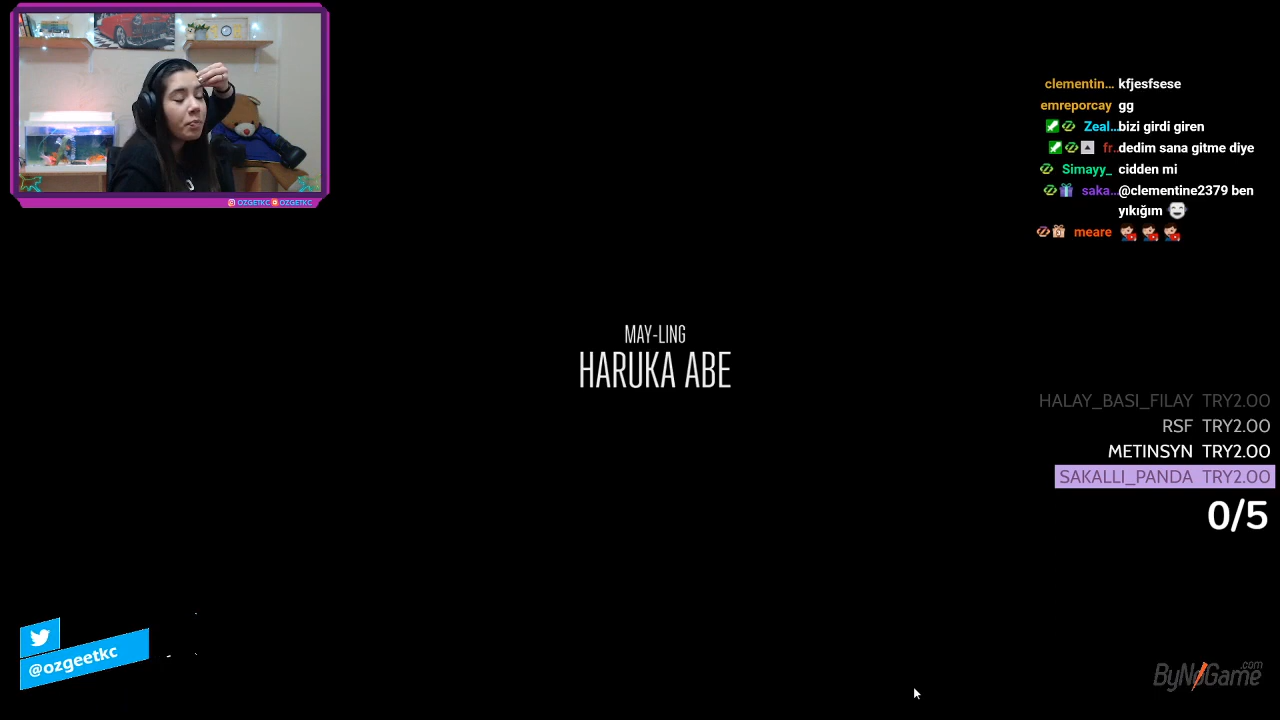 OZGETKC OZGETKC
clementin... kfjesfsese
emreporcay gg
Zeal... bizi girdi giren
fr.. dedim sana gitme diye
Simayy_ cidden mi
saka... @clementine2379 ben
yıkığım
meare
MAY-LING
HARUKA ABE
HALAY_BASI_FILAY TRY2.00
RSF TRY2.00
METINSYN TRY2.00
SAKALLI_PANDA TRY2.00
0/5
@ozgeetkc
ByNoGame.com